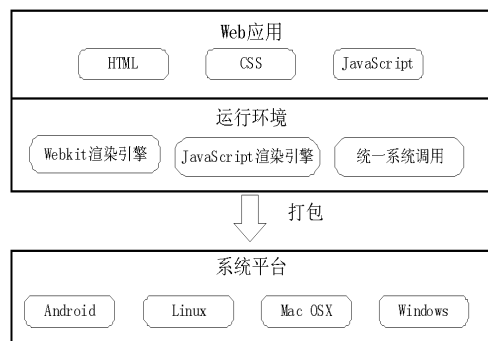 Web应用
HTML CSS JavaScript
运行环境
Webkit渲染引擎 JavaScript渲染引擎 统一系统调用
打包
系统平台
Android Linux Mac OSX Windows